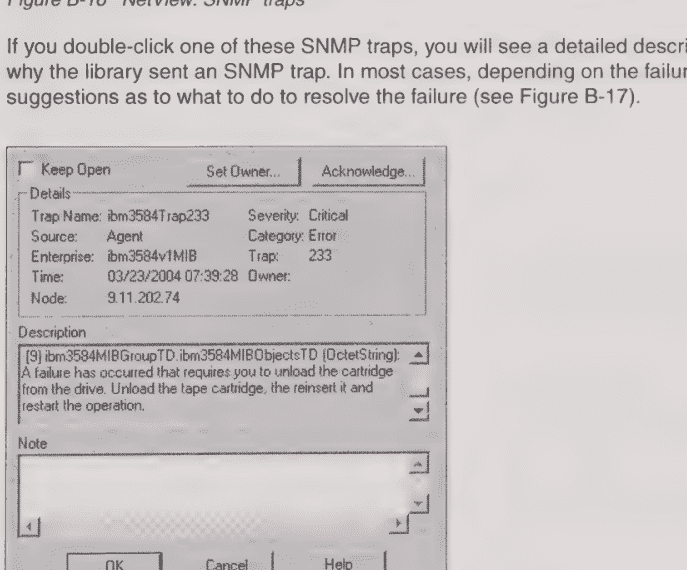 Figure B-16 NetView: SNMP traps
If you double-click one of these SNMP traps, you will see a detailed descri
why the library sent an SNMP trap. In most cases, depending on the failur
suggestions as to what to do to resolve the failure (see Figure B-17).
Keep Open Set Owner... Acknowledge...
Details
Trap Name: ibm3584Trap233 Severity: Critical
Source: Agent Category: Error
Enterprise: ibm3584v1MIB Trap: 233
Time: 03/23/2004 07:39:28 Owner:
Node: 9.11.202.74
Description
[9] ibm3584MIBGroupTD.ibm3584MIBObjectsTD (OctetString):
A failure has occurred that requires you to unload the cartridge
from the drive. Unload the tape cartridge, the reinsert it and
restart the operation.
Note
OK Cancel Help